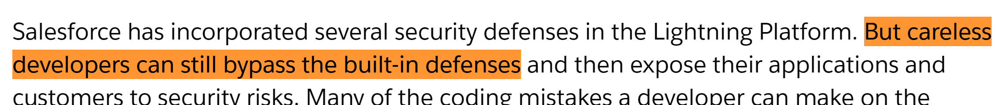 Salesforce has incorporated several security defenses in the Lightning Platform. But careless
developers can still bypass the built-in defenses and then expose their applications and
customers to security risks. Many of the coding mistakes a developer can make on the